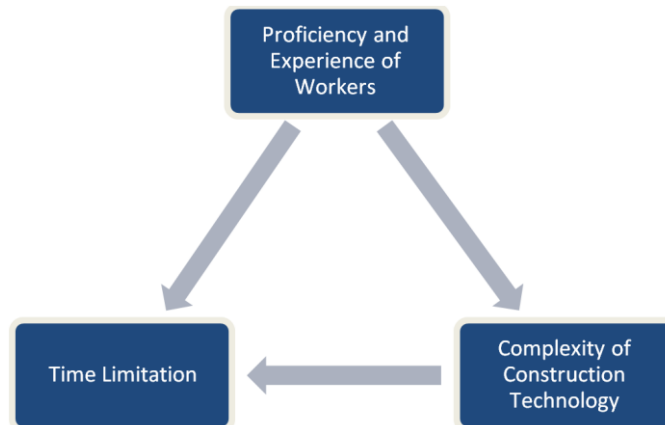 Proficiency and
Experience of
Workers
Time Limitation
Complexity of
Construction
Technology